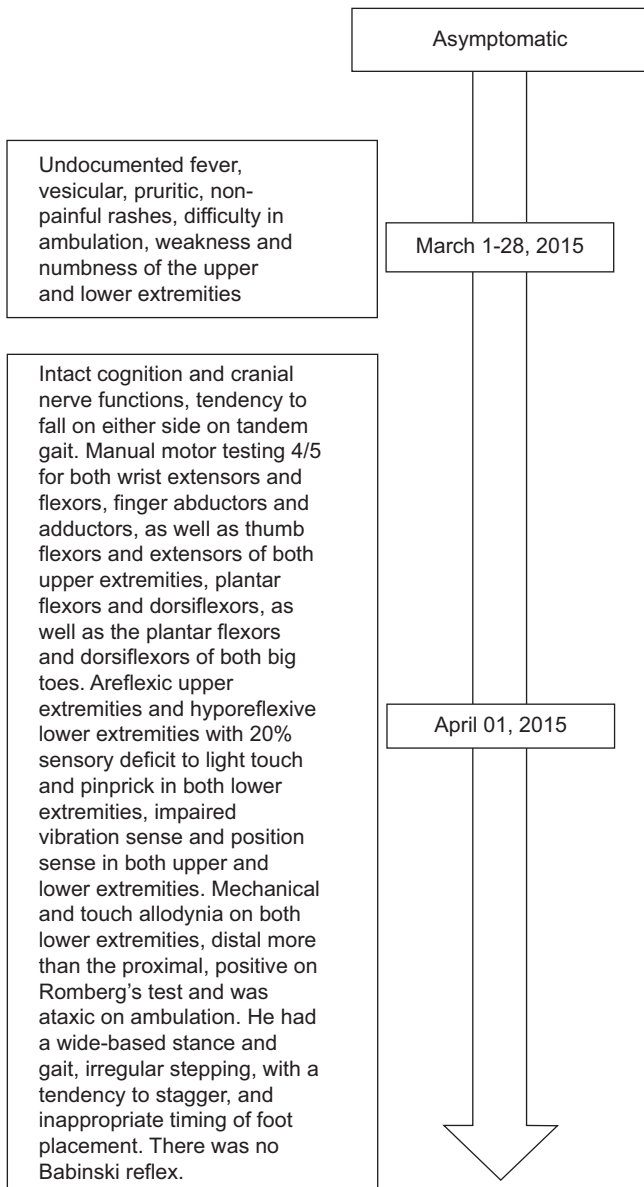 Asymptomatic
Undocumented fever,
vesicular, pruritic, non-
painful rashes, difficulty in
ambulation, weakness and
numbness of the upper
and lower extremities
March 1-28, 2015
Intact cognition and cranial
nerve functions, tendency to
fall on either side on tandem
gait. Manual motor testing 4/5
for both wrist extensors and
flexors, finger abductors and
adductors, as well as thumb
flexors and extensors of both
upper extremities, plantar
flexors and dorsiflexors, as
well as the plantar flexors
and dorsiflexors of both big
toes. Areflexic upper
extremities and hyporeflexive
lower extremities with 20%
sensory deficit to light touch
and pinprick in both lower
extremities, impaired
vibration sense and position
sense in both upper and
lower extremities. Mechanical
and touch allodynia on both
lower extremities, distal more
than the proximal, positive on
Romberg's test and was
ataxic on ambulation. He had
a wide-based stance and
gait, irregular stepping, with a
tendency to stagger, and
inappropriate timing of foot
placement. There was no
Babinski reflex.
April 01, 2015